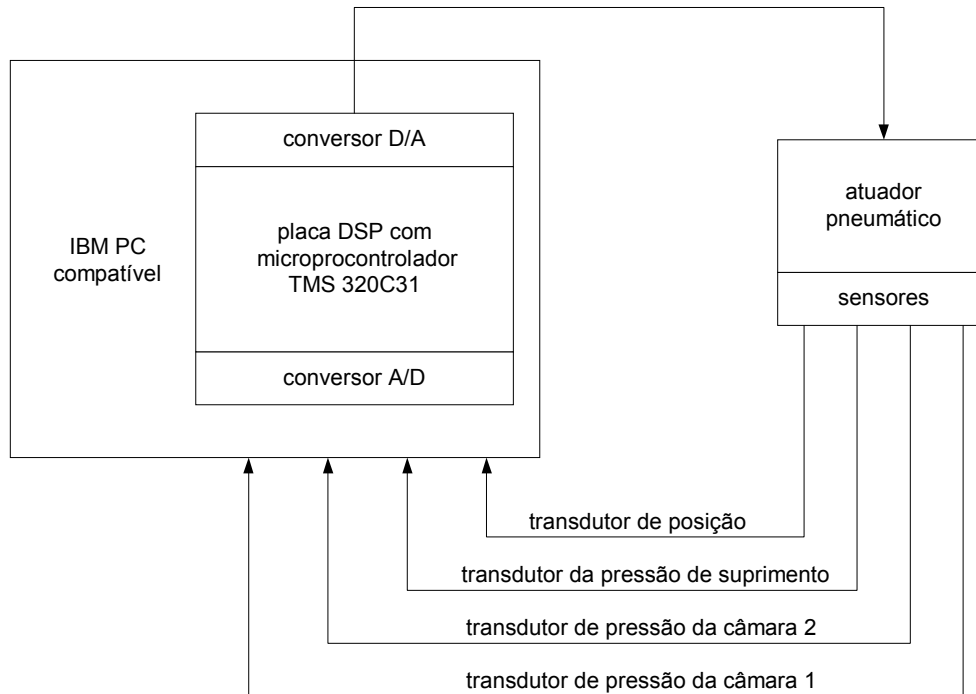 conversor D/A
IBM PC
compatível
placa DSP com
microprocontrolador
TMS 320C31
conversor A/D
atuador
pneumático
sensores
transdutor de posição
transdutor da pressão de suprimento
transdutor de pressão da câmara 2
transdutor de pressão da câmara 1